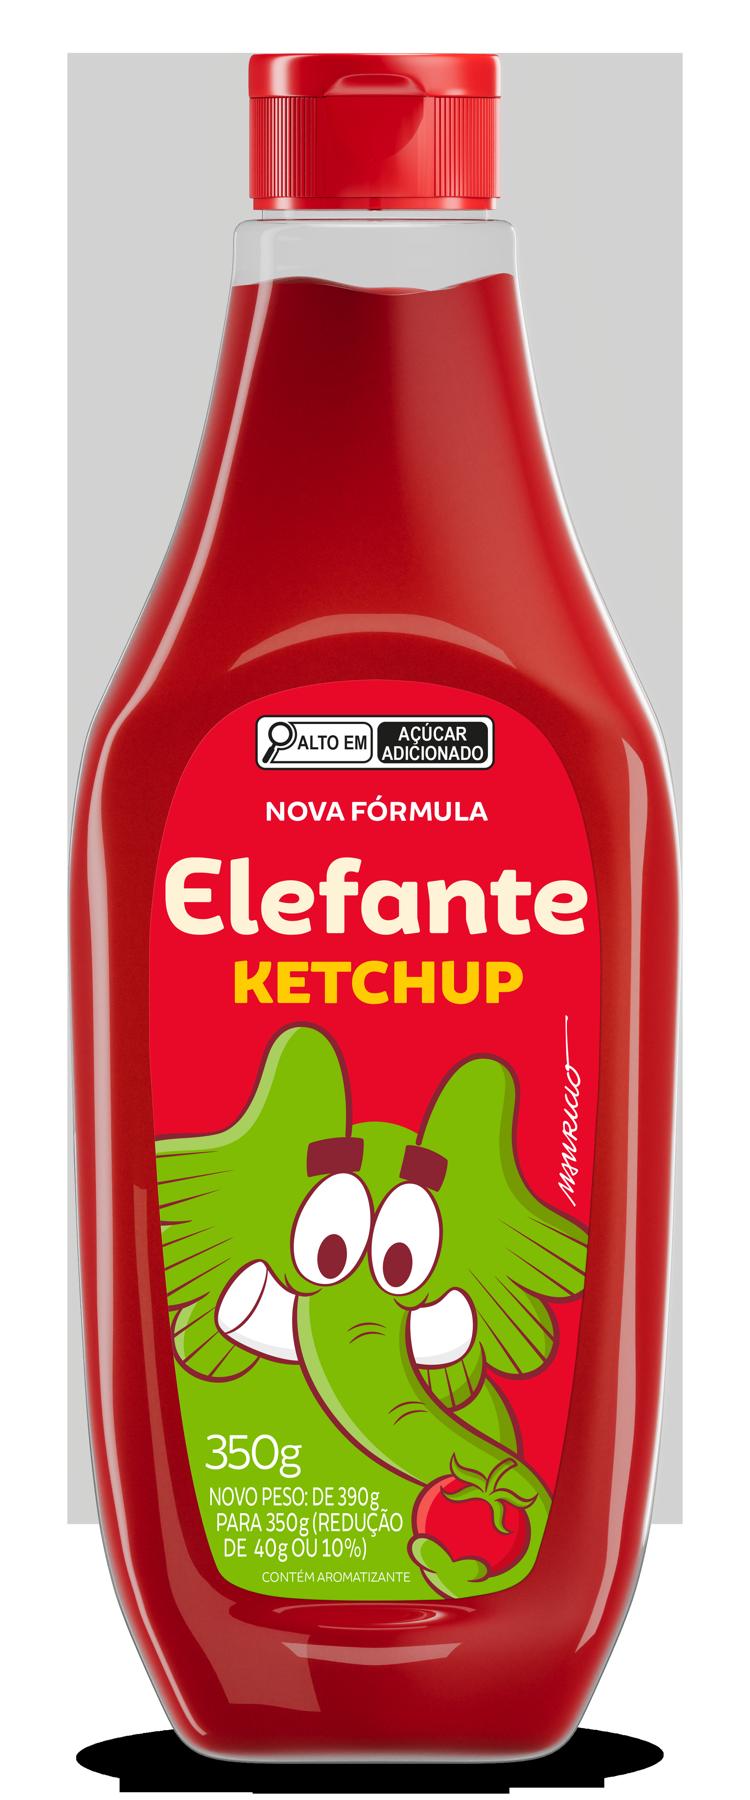 ALTO EM
AÇÚCAR
ADICIONADO
NOVA FÓRMULA
Elefante
KETCHUP
MAURICIO
350g
NOVO PESO: DE 390g
PARA 350g (REDUÇÃO
DE 40g OU 10%)
CONTÉM AROMATIZANTE